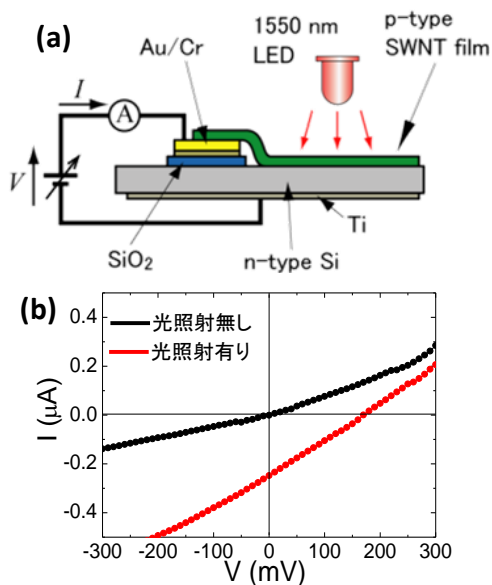 (a)
Au/Cr
1550 nm
LED
p-type
SWNT film
I
A
V
SiO₂
n-type Si
Ti
(b)
光照射無し
光照射有り
0.4
0.2
0.0
-0.2
-0.4
I (μA)
-300 -200 -100 0 100 200 300
V (mV)